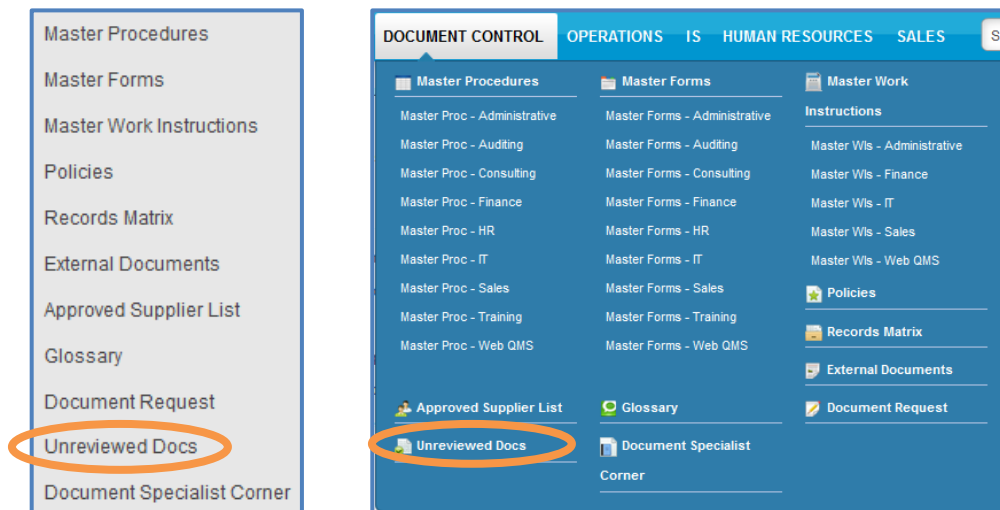 Master Procedures
Master Forms
Master Work Instructions
Policies
Records Matrix
External Documents
Approved Supplier List
Glossary
Document Request
Unreviewed Docs
Document Specialist Corner
DOCUMENT CONTROL OPERATIONS IS HUMAN RESOURCES SALES S
Master Procedures
Master Proc - Administrative
Master Proc - Auditing
Master Proc - Consulting
Master Proc - Finance
Master Proc - HR
Master Proc - IT
Master Proc - Sales
Master Proc - Training
Master Proc - Web QMS
Master Forms
Master Forms - Administrative
Master Forms - Auditing
Master Forms - Consulting
Master Forms - Finance
Master Forms - HR
Master Forms - IT
Master Forms - Sales
Master Forms - Training
Master Forms - Web QMS
Master Work
Instructions
Master WIs - Administrative
Master WIs - Finance
Master WIs - IT
Master WIs - Sales
Master WIs - Web QMS
Policies
Records Matrix
External Documents
Approved Supplier List
Glossary
Document Request
Unreviewed Docs
Document Specialist
Corner